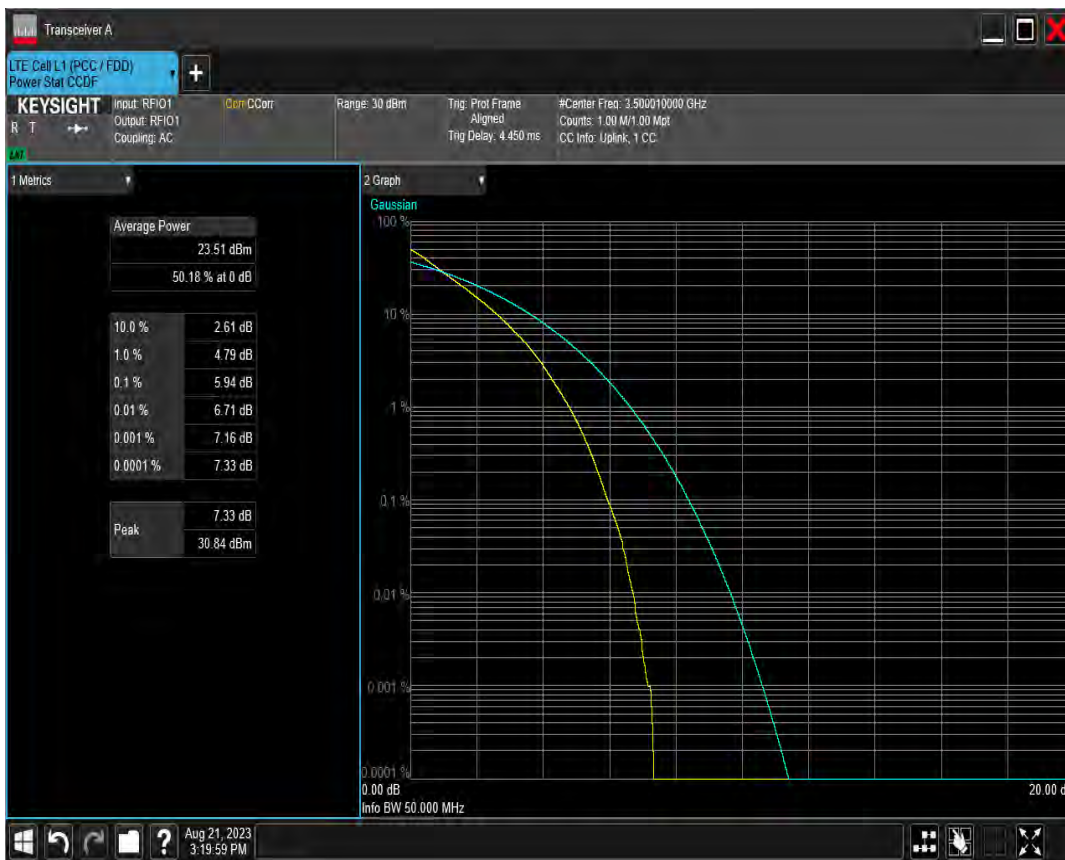 Transceiver A
LTE Cell L1 (PCC / FDD)
Power Stat CCDF
+
KEYSIGHT
R T
LNI
Input: RFIO1
Output: RFIO1
Coupling: AC
Corr CCorr
Range: 30 dBm
Trig: Prot Frame
Aligned
Trig Delay: 4.450 ms
#Center Freq: 3.500010000 GHz
Counts: 1.00 M/1.00 Mpt
CC Info: Uplink, 1 CC
1 Metrics
Average Power
23.51 dBm
50.18 % at 0 dB
10.0 % 2.61 dB
1.0 % 4.79 dB
0.1 % 5.94 dB
0.01 % 6.71 dB
0.001 % 7.16 dB
0.0001 % 7.33 dB
Peak
7.33 dB
30.84 dBm
2 Graph
Gaussian
100 %
10 %
1 %
0.1 %
0.01 %
0.001 %
0.0001 %
0.00 dB
20.00 d
Info BW 50.000 MHz
?
Aug 21, 2023
3:19:59 PM